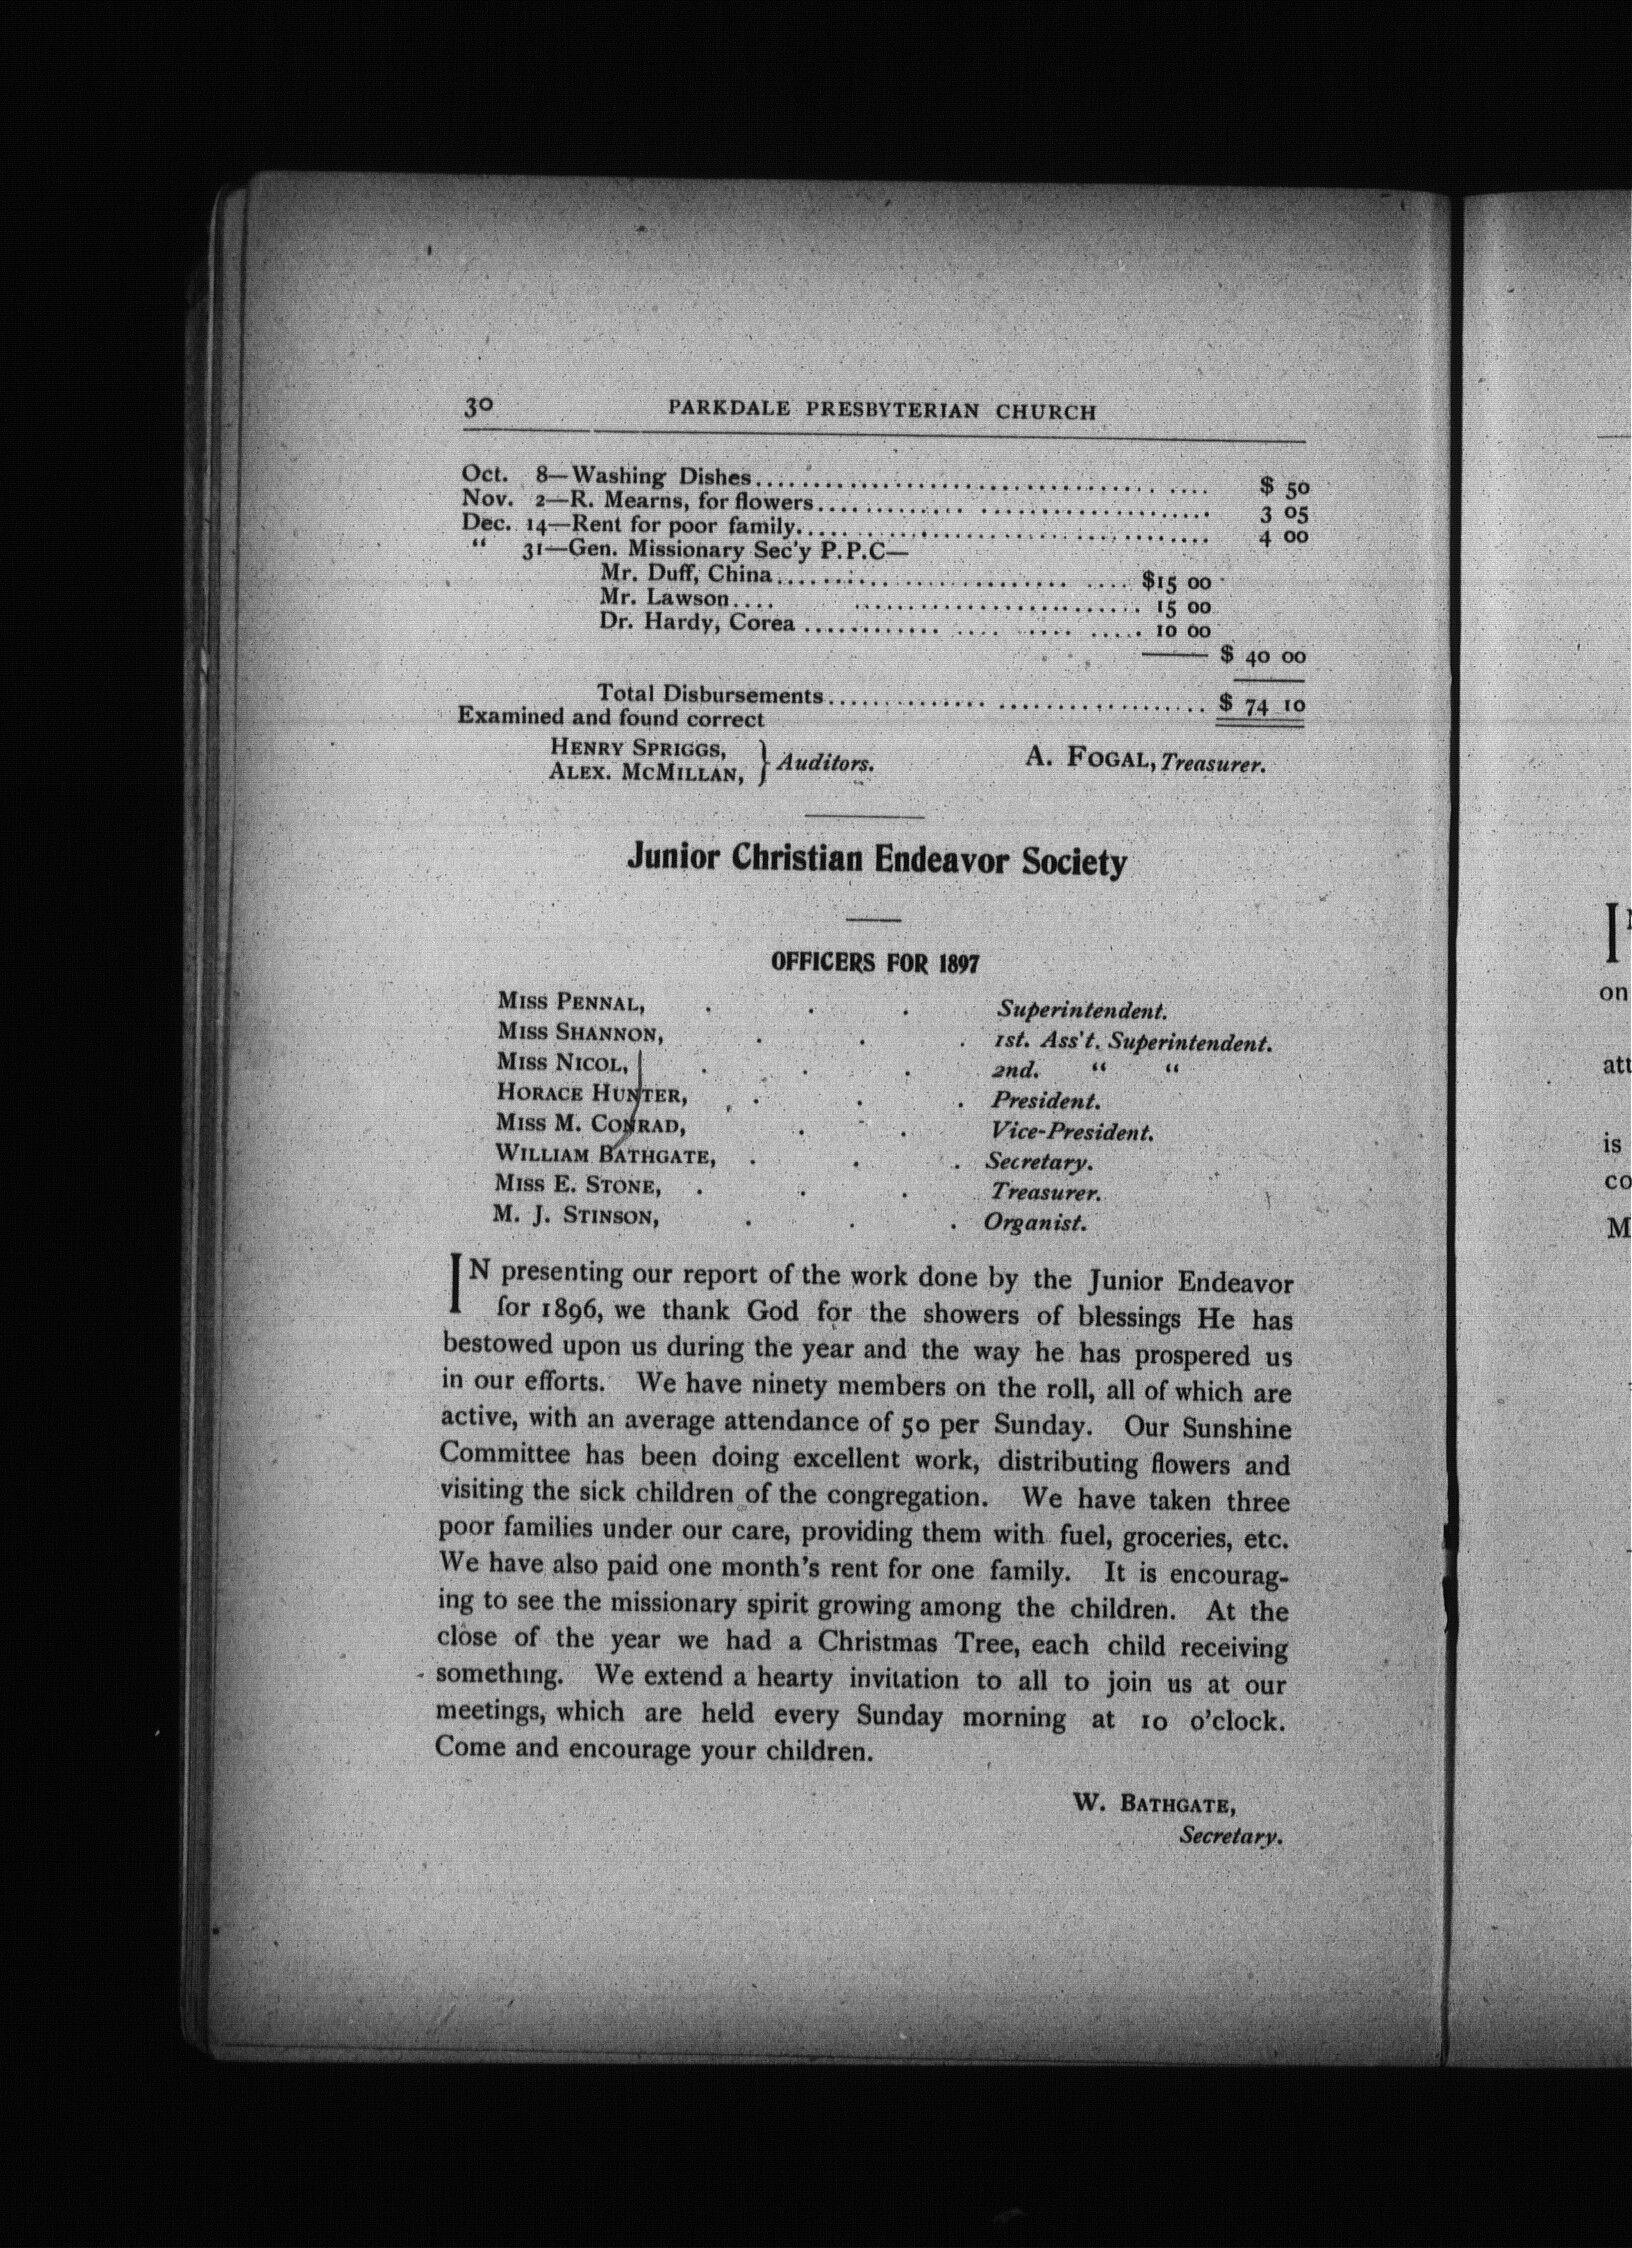 30 PARKDALE PRESBYTERIAN CHURCH
Oct. 8—Washing Dishes........................................ $ 50
Nov. 2—R. Mearns, for flowers................................ 3 05
Dec. 14—Rent for poor family................................. 4 00
“ 31—Gen. Missionary Sec'y P.P.C—
Mr. Duff, China.......................... $15 00
Mr. Lawson.... ........................ 15 00
Dr. Hardy, Corea ......................... 10 00
$ 40 00
Total Disbursements................................ $ 74 10
Examined and found correct
HENRY SPRIGGS,
ALEX. MCMILLAN, } Auditors. A. FOGAL, Treasurer.
Junior Christian Endeavor Society
OFFICERS FOR 1897
MISS PENNAL, . . . Superintendent.
MISS SHANNON, . . . 1st. Ass't. Superintendent.
MISS NICOL, . . . 2nd. “ “
HORACE HUNTER, . . . President.
MISS M. CONRAD, . . Vice-President.
WILLIAM BATHGATE, . . . Secretary.
MISS E. STONE, . . . Treasurer.
M. J. STINSON, . . . Organist.
IN presenting our report of the work done by the Junior Endeavor
for 1896, we thank God for the showers of blessings He has
bestowed upon us during the year and the way he has prospered us
in our efforts. We have ninety members on the roll, all of which are
active, with an average attendance of 50 per Sunday. Our Sunshine
Committee has been doing excellent work, distributing flowers and
visiting the sick children of the congregation. We have taken three
poor families under our care, providing them with fuel, groceries, etc.
We have also paid one month's rent for one family. It is encourag-
ing to see the missionary spirit growing among the children. At the
close of the year we had a Christmas Tree, each child receiving
something. We extend a hearty invitation to all to join us at our
meetings, which are held every Sunday morning at 10 o'clock.
Come and encourage your children.
W. BATHGATE,
Secretary.
on
att
is
co
M